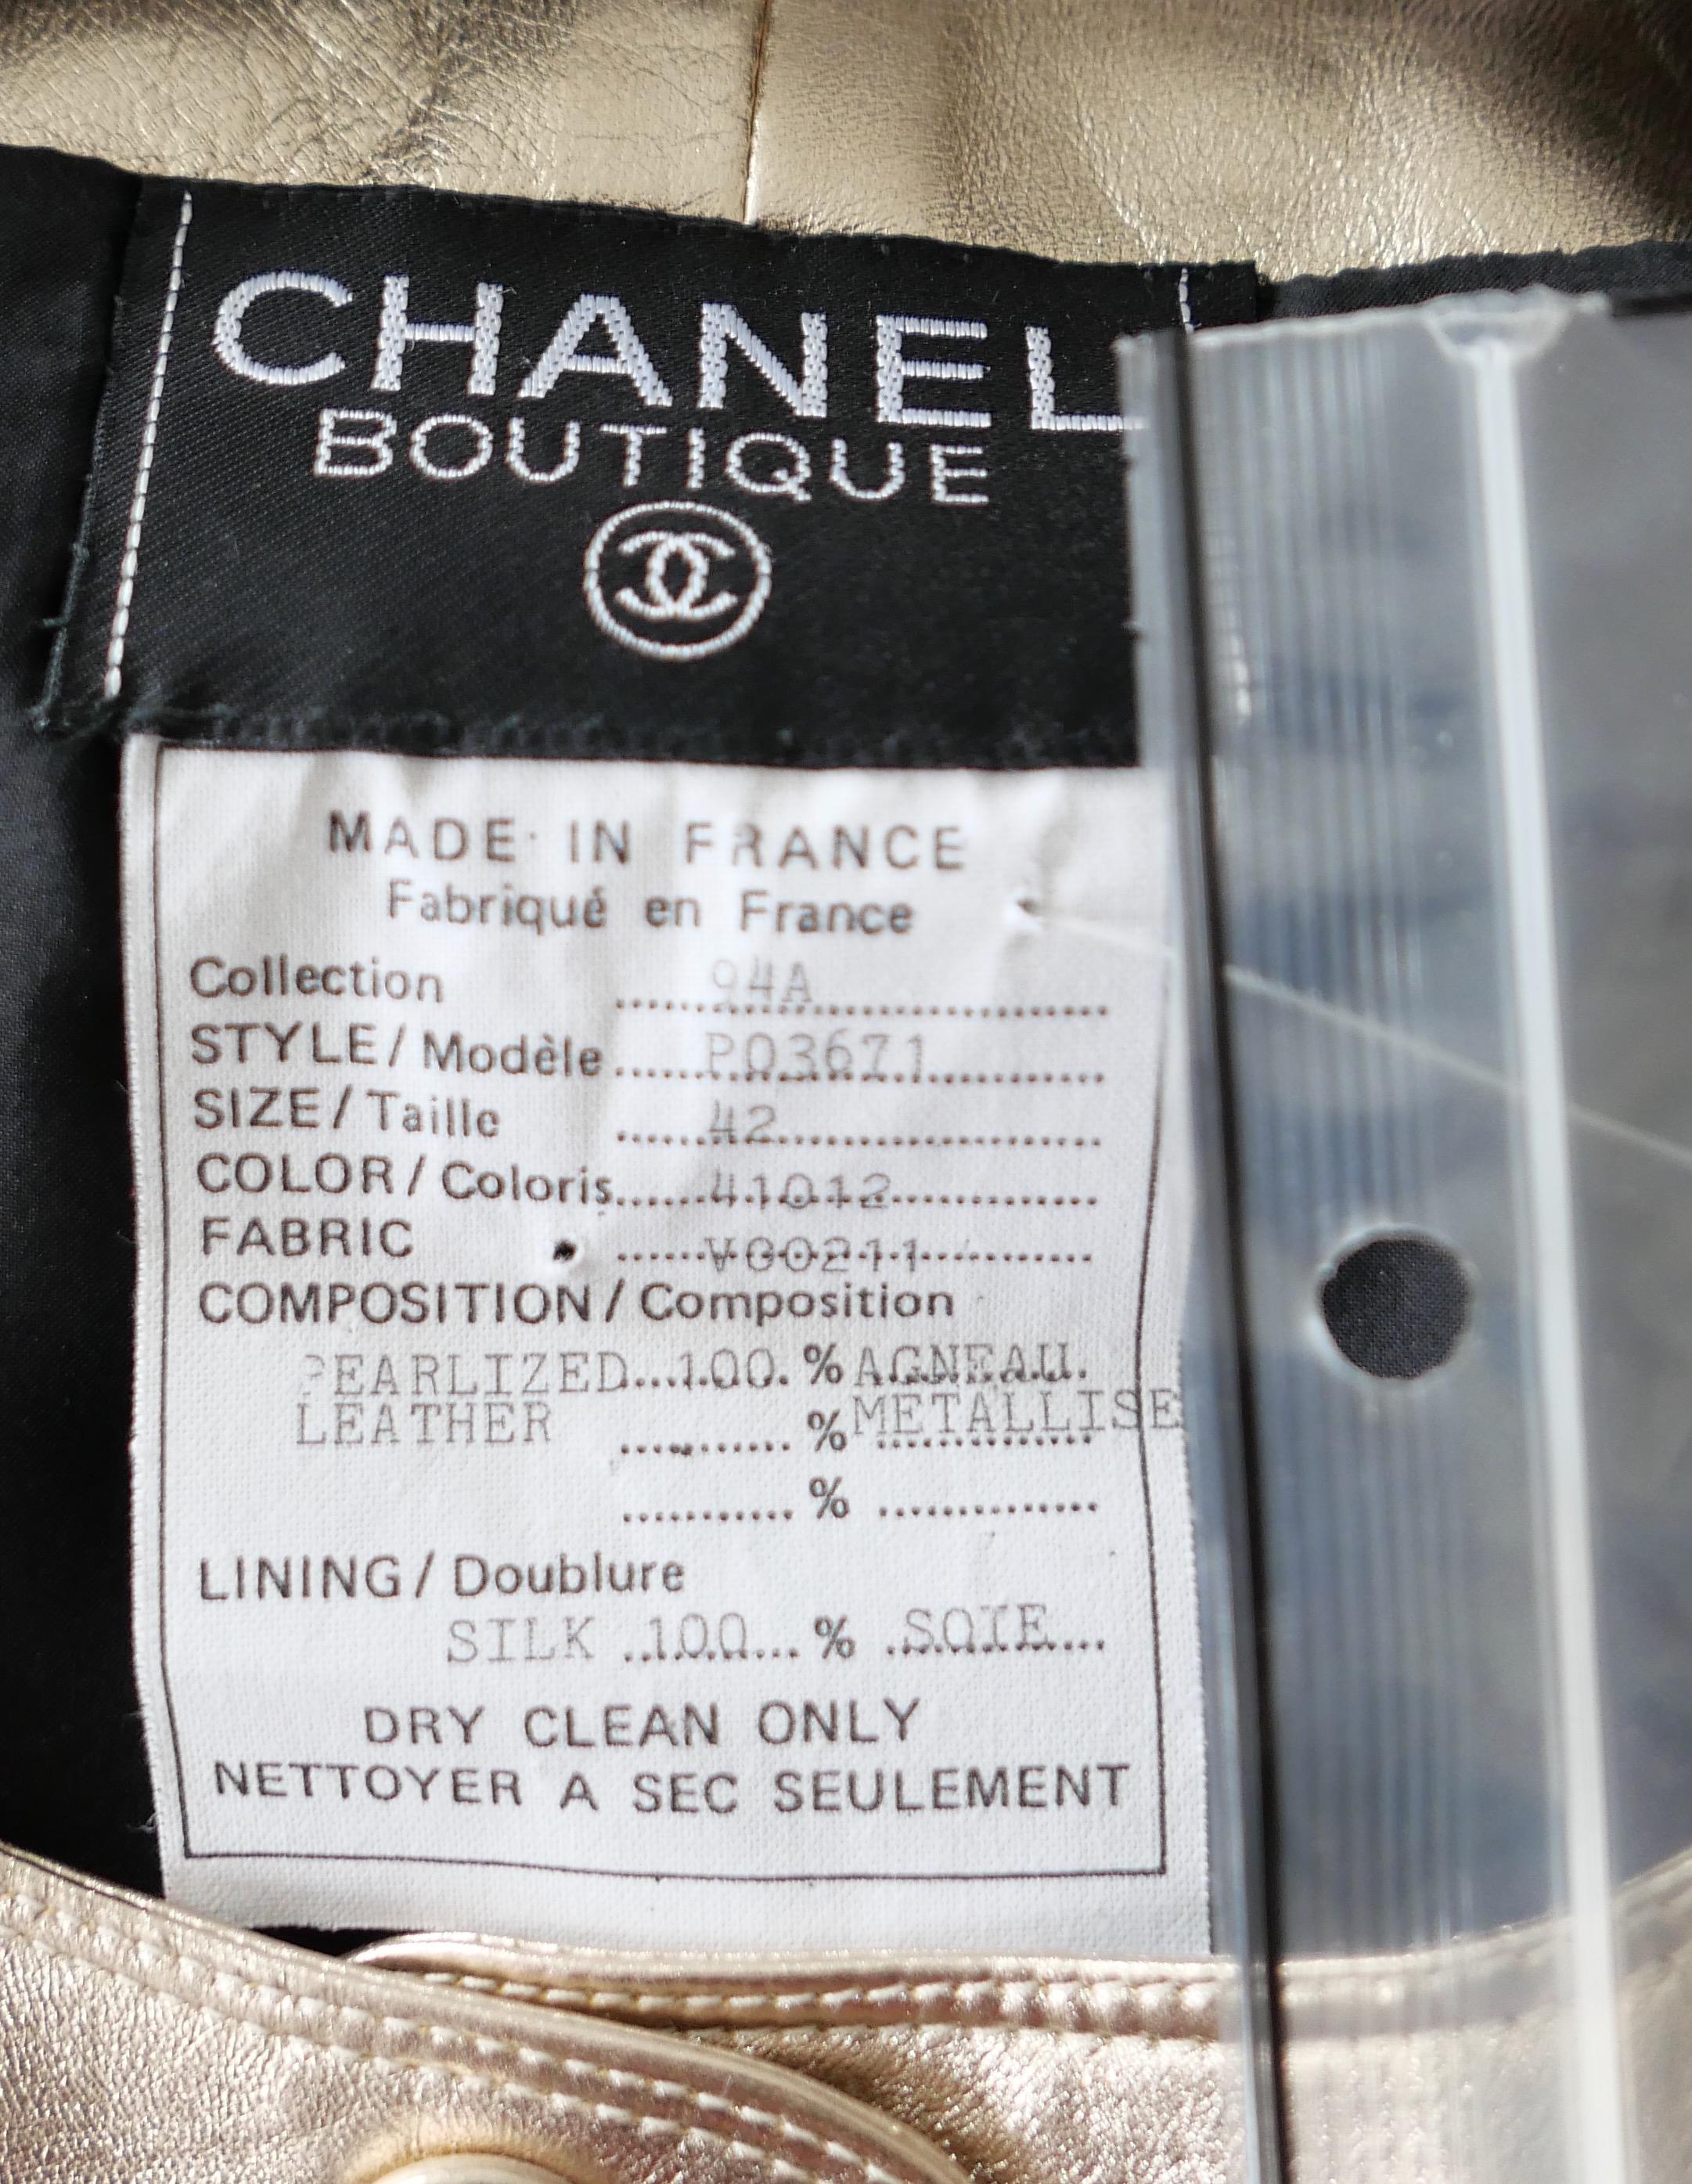 CHANEL
BOUTIQUE
MADE IN FRANCE
Fabriqué en France
Collection ........94A........
STYLE/Modèle........P03671........
SIZE/Taille ........42........
COLOR/Coloris........41012........
FABRIC ........V00211........
COMPOSITION/Composition
PEARLIZED...100.%AGNEAU.
LEATHER ...........%METALLISE
...........% ..............
LINING/Doublure
SILK ..100...% ..SOIE...
DRY CLEAN ONLY
NETTOYER A SEC SEULEMENT